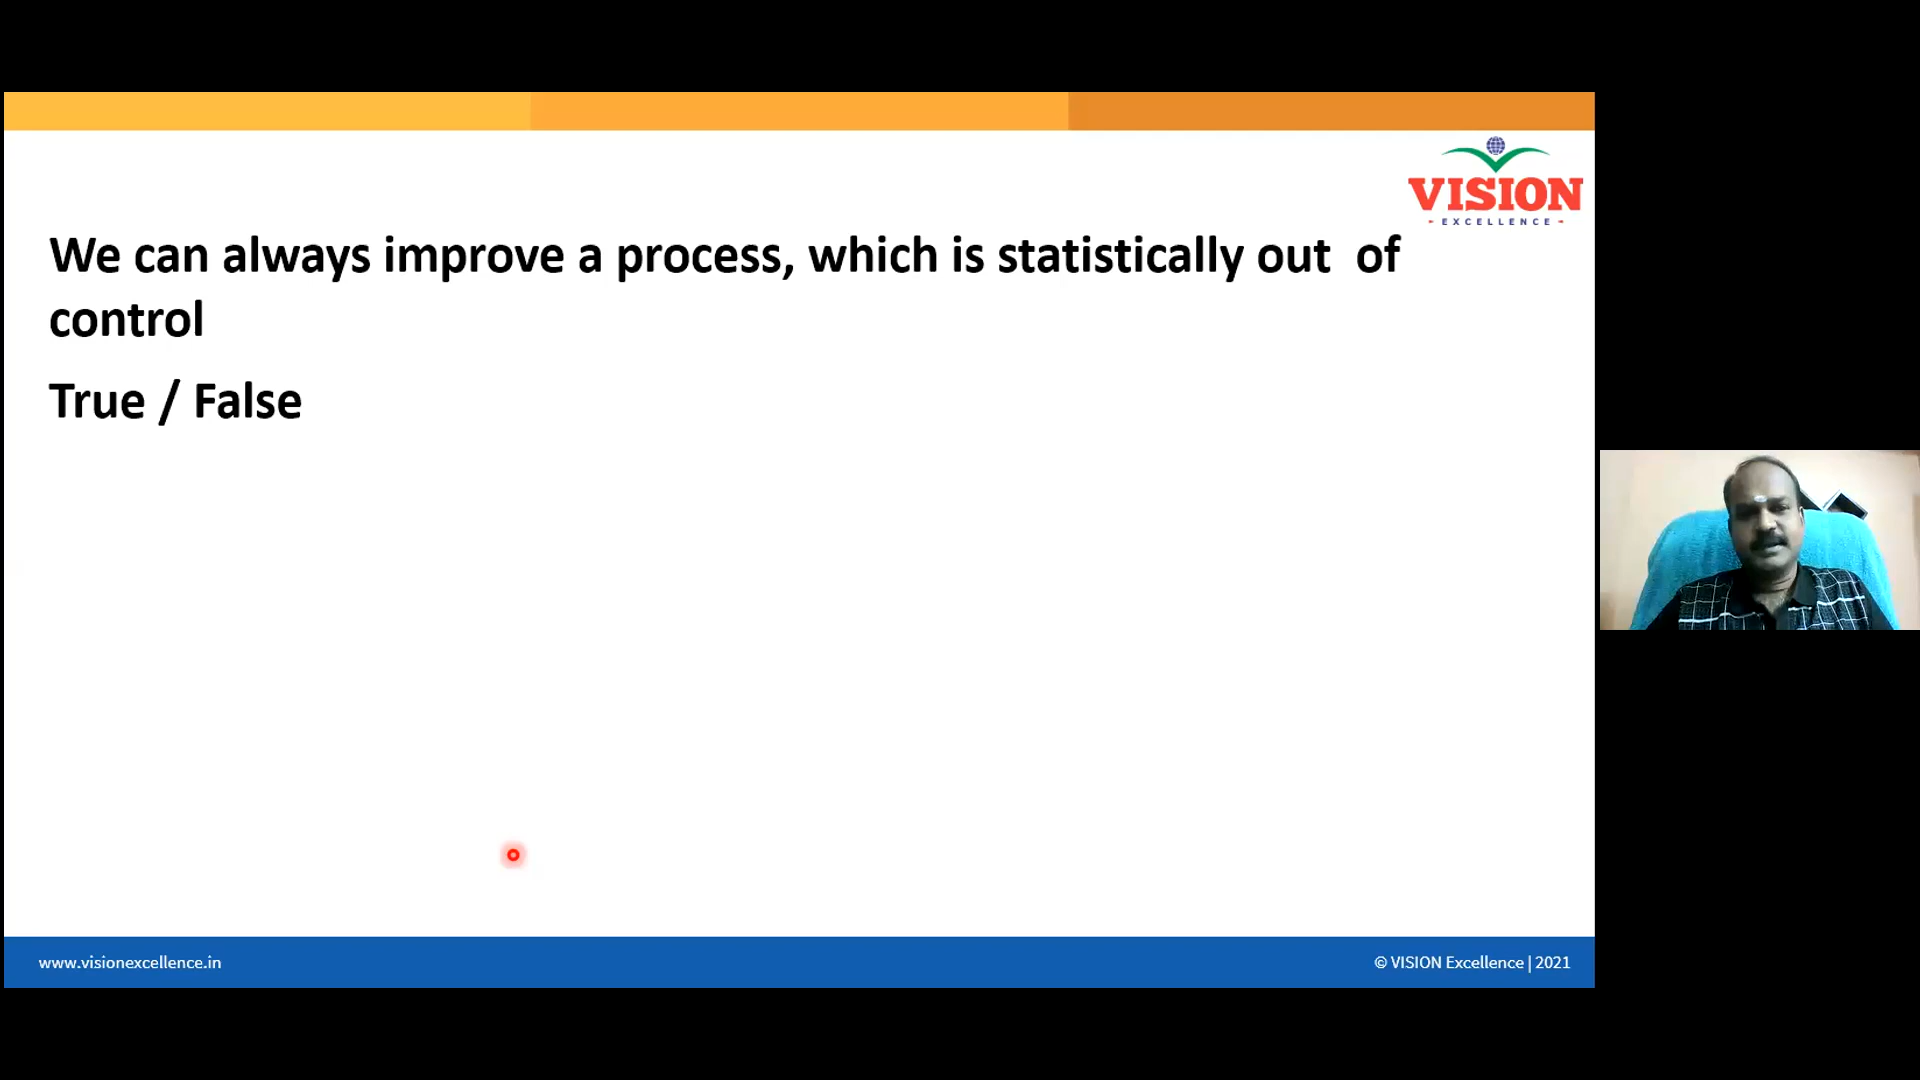 VISION
EXCELLENCE
We can always improve a process, which is statistically out  of
control
True / False
www.visionexcellence.in
© VISION Excellence | 2021